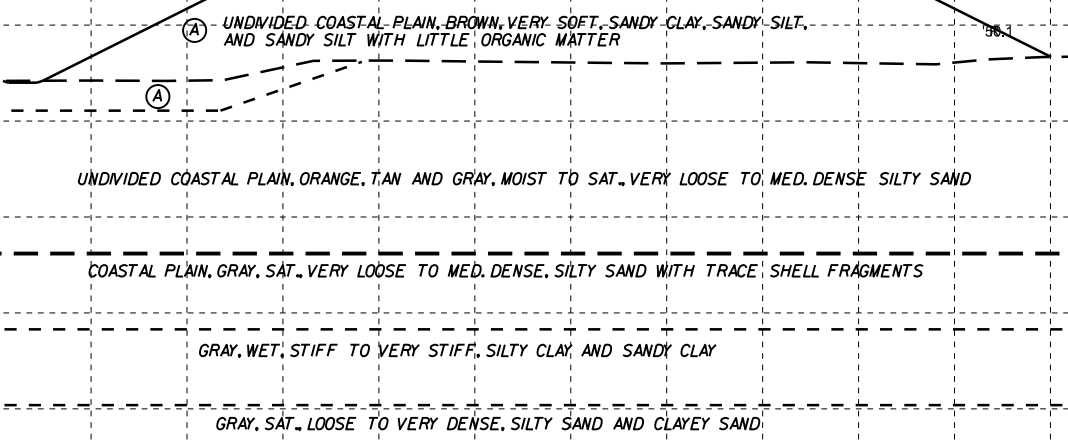 Ⓐ UNDIVIDED COASTAL PLAIN, BROWN, VERY SOFT, SANDY CLAY, SANDY SILT,
AND SANDY SILT WITH LITTLE ORGANIC MATTER
Ⓐ
UNDIVIDED COASTAL PLAIN, ORANGE, TAN AND GRAY, MOIST TO SAT., VERY LOOSE TO MED. DENSE SILTY SAND
COASTAL PLAIN, GRAY, SAT., VERY LOOSE TO MED. DENSE, SILTY SAND WITH TRACE SHELL FRAGMENTS
GRAY, WET, STIFF TO VERY STIFF, SILTY CLAY AND SANDY CLAY
GRAY, SAT., LOOSE TO VERY DENSE, SILTY SAND AND CLAYEY SAND